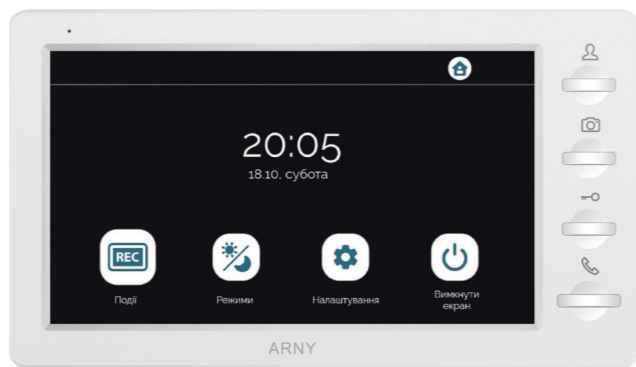 20:05
18.10, субота
REC
Події
Режими
Налаштування
Вимкнути
екран
ARNY